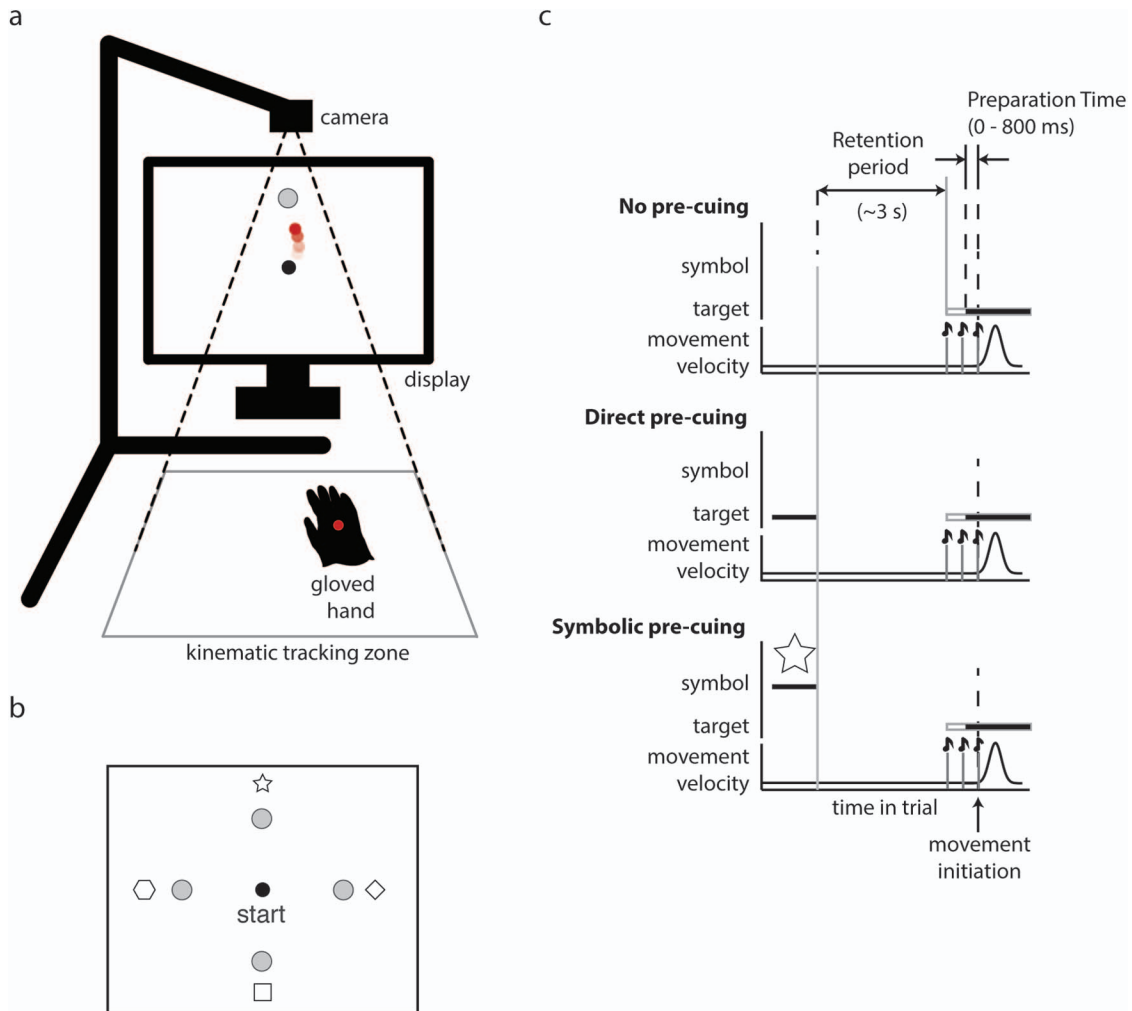 a
camera
display
gloved
hand
kinematic tracking zone
b
start
c
Preparation Time
(0 - 800 ms)
Retention
period
(~3 s)
No pre-cuing
symbol
target
movement
velocity
Direct pre-cuing
symbol
target
movement
velocity
Symbolic pre-cuing
symbol
target
movement
velocity
time in trial
movement
initiation